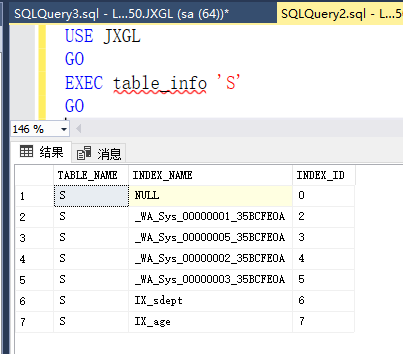 SQLQuery3.sql - L...50.JXGL (sa (64))*
SQLQuery2.sql - L...5
USE JXGL
GO
EXEC table_info 'S'
GO
146 %
结果 消息
TABLE_NAME INDEX_NAME INDEX_ID
1 S NULL 0
2 S _WA_Sys_00000001_35BCFE0A 2
3 S _WA_Sys_00000005_35BCFE0A 3
4 S _WA_Sys_00000002_35BCFE0A 4
5 S _WA_Sys_00000003_35BCFE0A 5
6 S IX_sdept 6
7 S IX_age 7